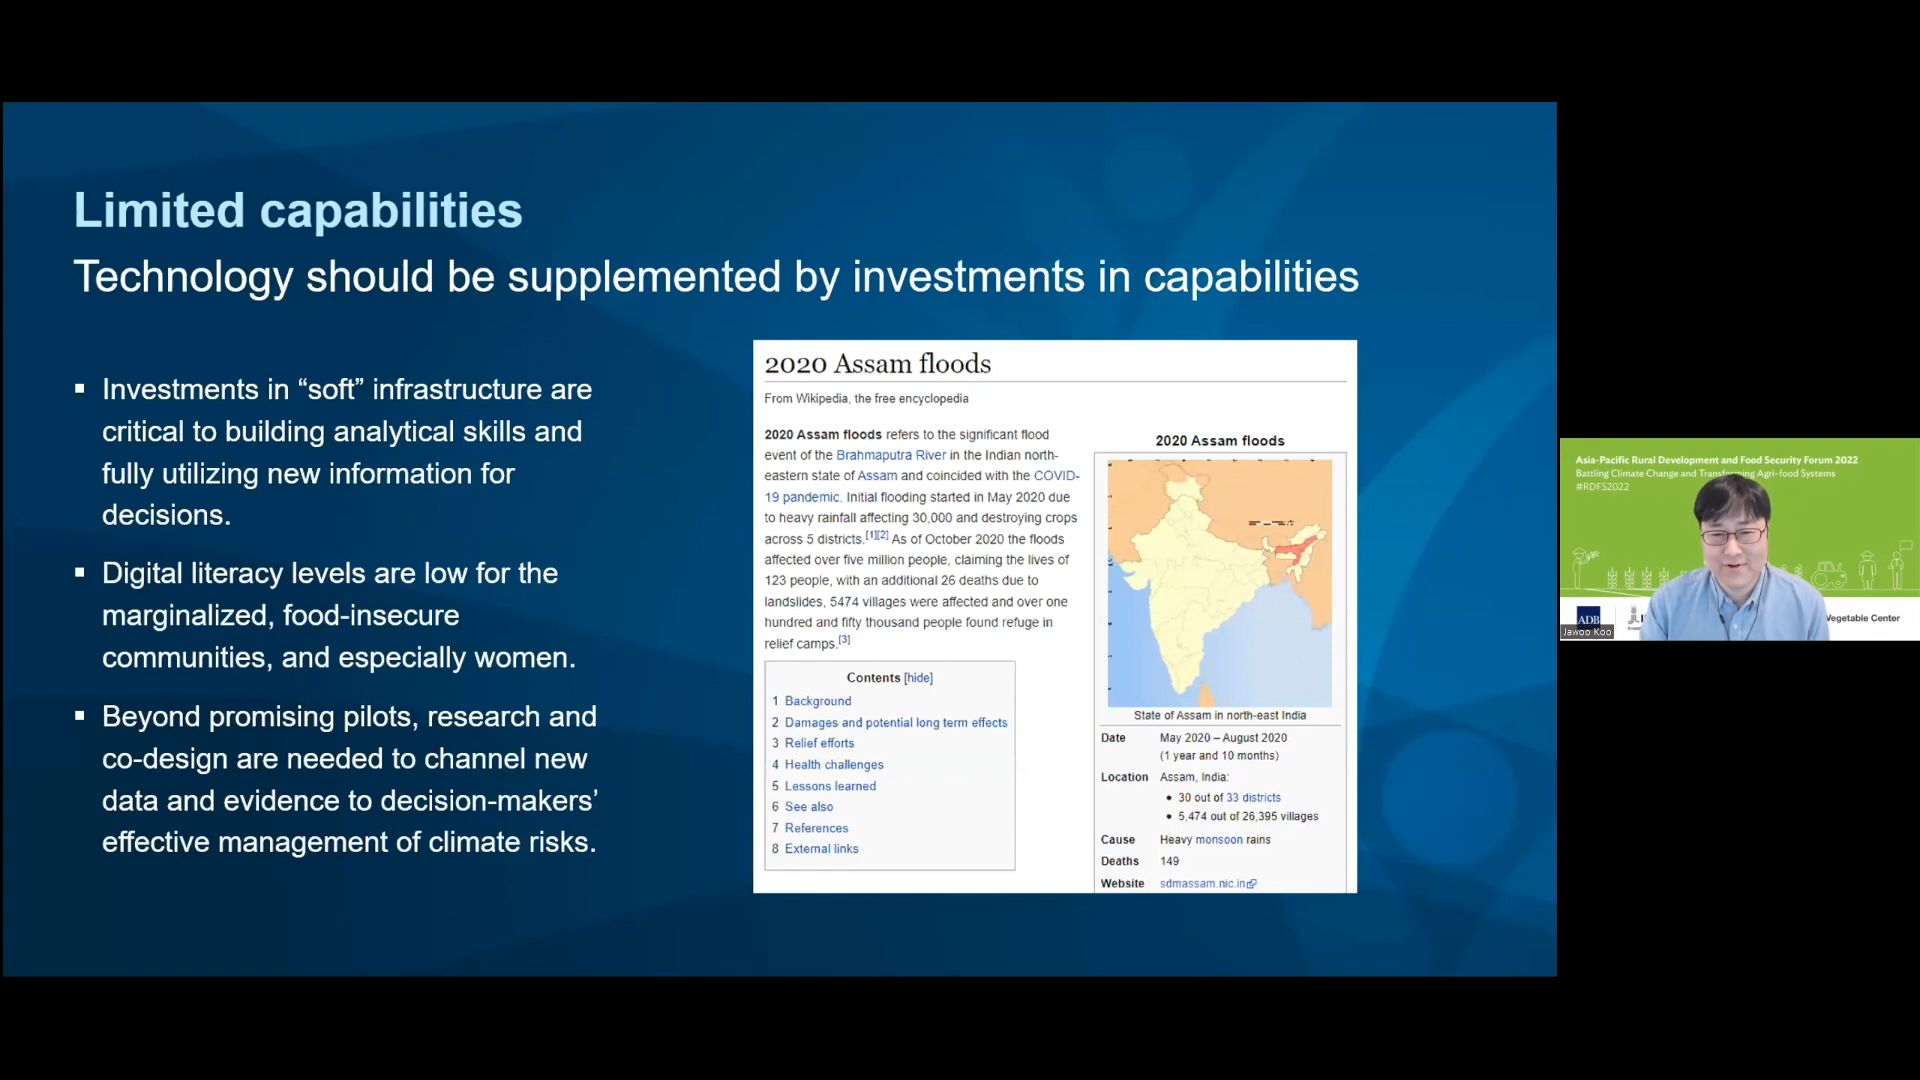 Limited capabilities
Technology should be supplemented by investments in capabilities
▪ Investments in “soft” infrastructure are
critical to building analytical skills and
fully utilizing new information for
decisions.
▪ Digital literacy levels are low for the
marginalized, food-insecure
communities, and especially women.
▪ Beyond promising pilots, research and
co-design are needed to channel new
data and evidence to decision-makers’
effective management of climate risks.
2020 Assam floods
From Wikipedia, the free encyclopedia
2020 Assam floods refers to the significant flood
event of the Brahmaputra River in the Indian north-
eastern state of Assam and coincided with the COVID-
19 pandemic. Initial flooding started in May 2020 due
to heavy rainfall affecting 30,000 and destroying crops
across 5 districts.[1][2] As of October 2020 the floods
affected over five million people, claiming the lives of
123 people, with an additional 26 deaths due to
landslides, 5474 villages were affected and over one
hundred and fifty thousand people found refuge in
relief camps.[3]
Contents [hide]
1 Background
2 Damages and potential long term effects
3 Relief efforts
4 Health challenges
5 Lessons learned
6 See also
7 References
8 External links
2020 Assam floods
State of Assam in north-east India
Date May 2020 – August 2020
(1 year and 10 months)
Location Assam, India:
• 30 out of 33 districts
• 5,474 out of 26,395 villages
Cause Heavy monsoon rains
Deaths 149
Website sdmassam.nic.in
Asia-Pacific Rural Development and Food Security Forum 2022
Battling Climate Change and Transforming Agri-food Systems
#RDFS2022
ADB
Vegetable Center
Jawoo Koo